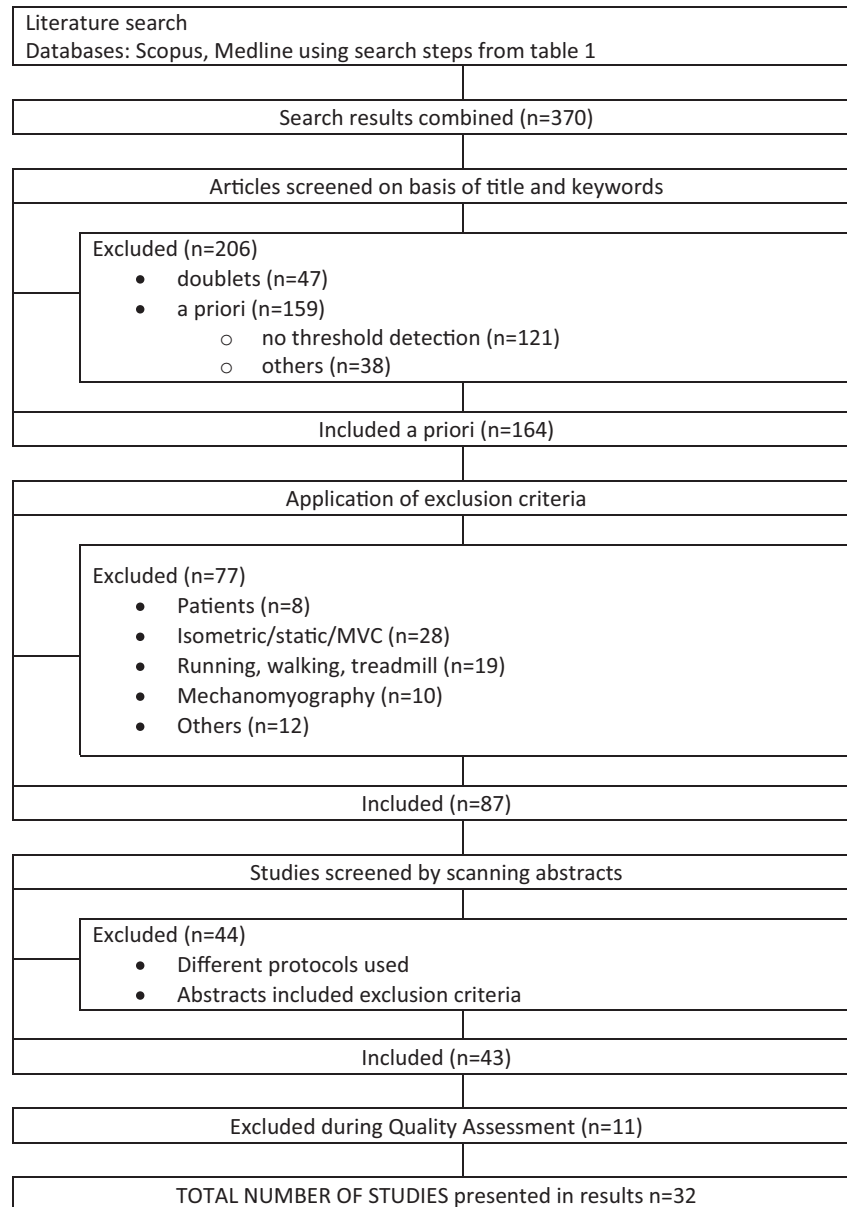 Literature search
Databases: Scopus, Medline using search steps from table 1
Search results combined (n=370)
Articles screened on basis of title and keywords
Excluded (n=206)
• doublets (n=47)
• a priori (n=159)
○ no threshold detection (n=121)
○ others (n=38)
Included a priori (n=164)
Application of exclusion criteria
Excluded (n=77)
• Patients (n=8)
• Isometric/static/MVC (n=28)
• Running, walking, treadmill (n=19)
• Mechanomyography (n=10)
• Others (n=12)
Included (n=87)
Studies screened by scanning abstracts
Excluded (n=44)
• Different protocols used
• Abstracts included exclusion criteria
Included (n=43)
Excluded during Quality Assessment (n=11)
TOTAL NUMBER OF STUDIES presented in results n=32